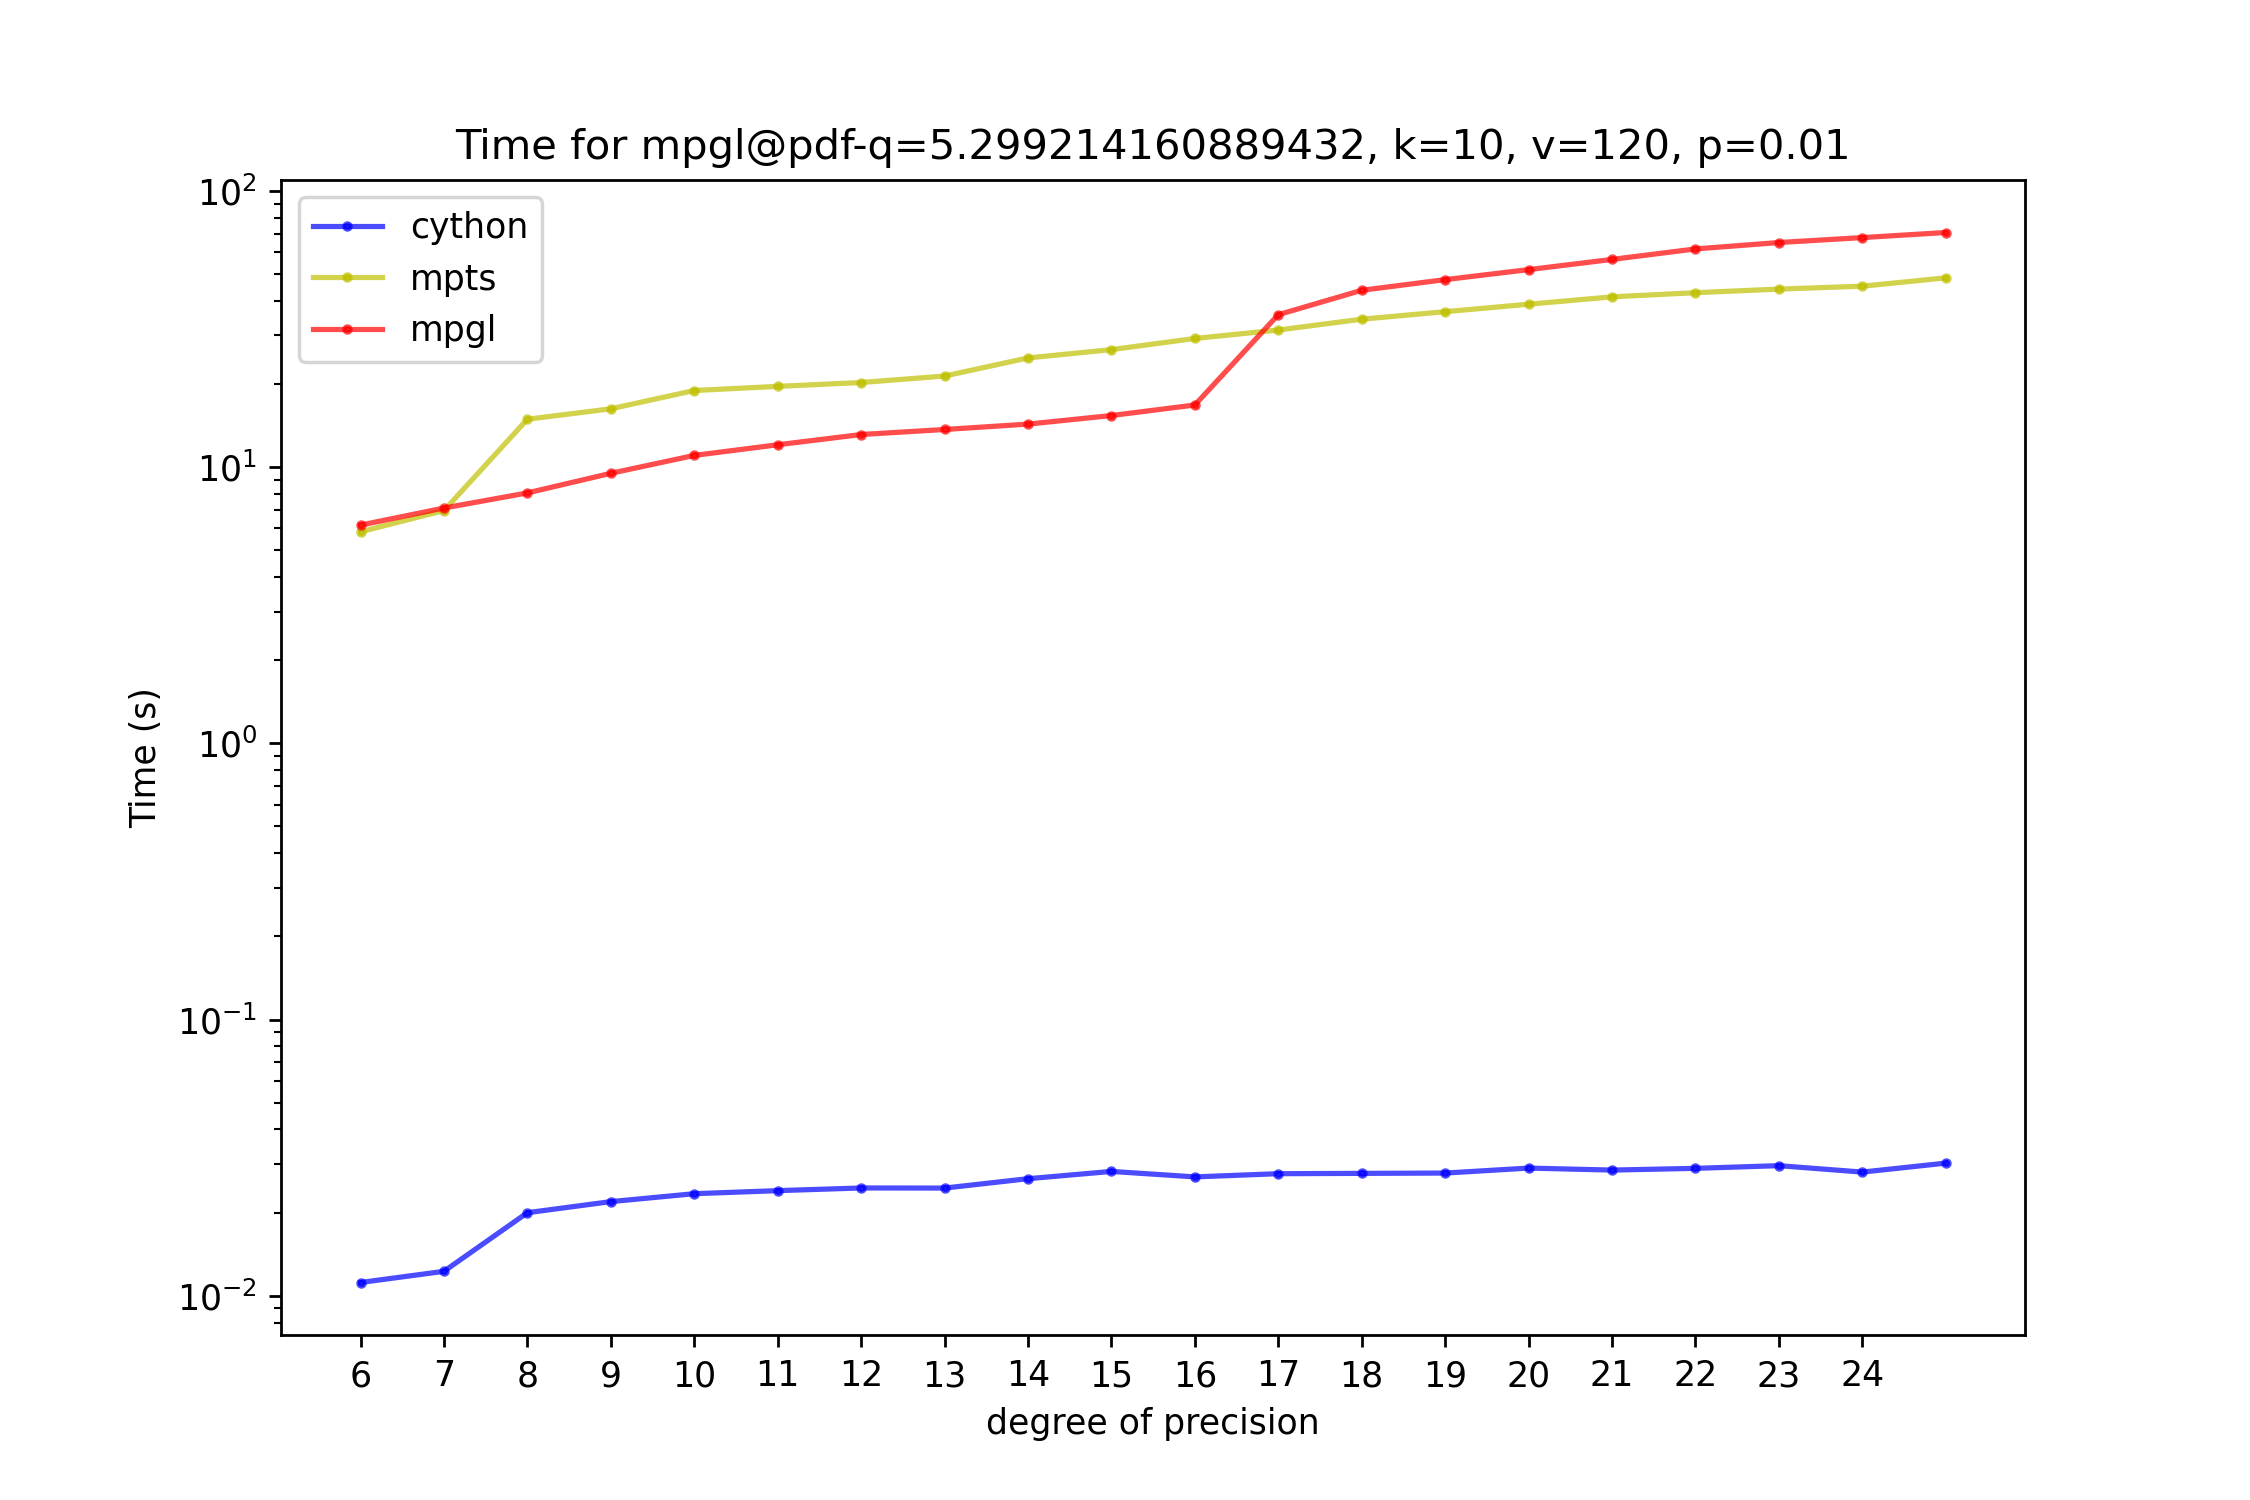 Time for mpgl@pdf-q=5.299214160889432, k=10, v=120, p=0.01
cython
mpts
mpgl
10²
10¹
10⁰
10⁻¹
10⁻²
Time (s)
6 7 8 9 10 11 12 13 14 15 16 17 18 19 20 21 22 23 24
degree of precision